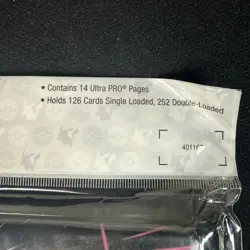 • Contains 14 Ultra PRO® Pages
• Holds 126 Cards Single Loaded, 252 Double-Loaded